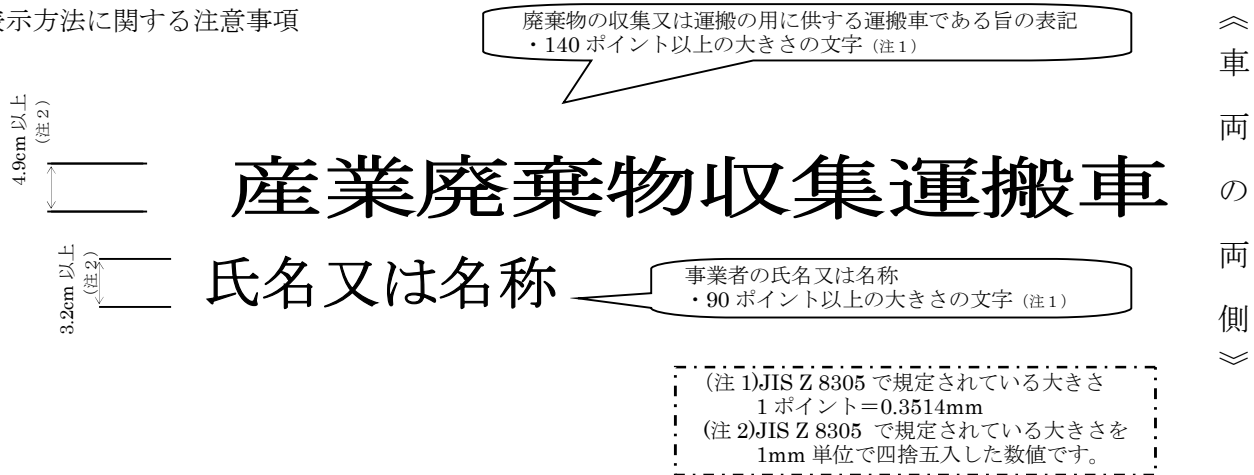 表示方法に関する注意事項
廃棄物の収集又は運搬の用に供する運搬車である旨の表記
・140 ポイント以上の大きさの文字（注１）
4.9cm 以上
（注２）
産業廃棄物収集運搬車
3.2cm 以上
（注２）
氏名又は名称
事業者の氏名又は名称
・90 ポイント以上の大きさの文字（注１）
(注 1)JIS Z 8305 で規定されている大きさ
1 ポイント＝0.3514mm
(注 2)JIS Z 8305 で規定されている大きさを
1mm 単位で四捨五入した数値です。
《車両の両側》